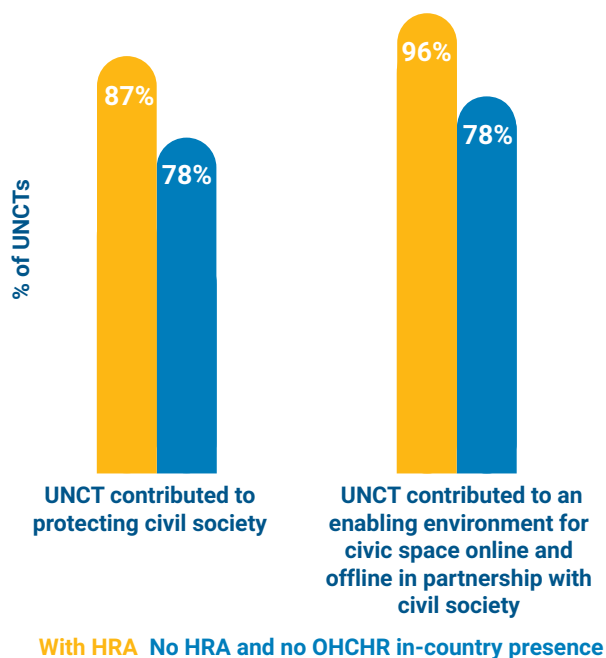 % of UNCTs
87%
78%
96%
78%
UNCT contributed to
protecting civil society
UNCT contributed to an
enabling environment for
civic space online and
offline in partnership with
civil society
With HRA No HRA and no OHCHR in-country presence